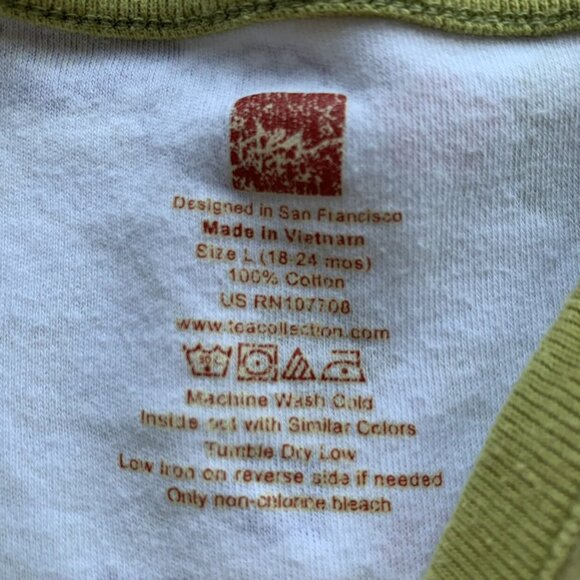 tea
Designed in San Francisco
Made in Vietnam
Size L (18-24 mos)
100% Cotton
US RN107708
www.teacollection.com
Machine Wash Cold
Inside out with Similar Colors
Tumble Dry Low
Low Iron on reverse side if needed
Only non-chlorine bleach